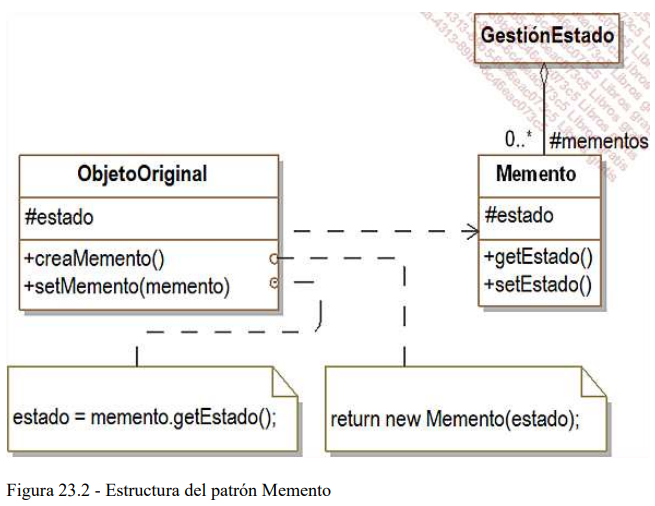 GestiónEstado
0..* #mementos
ObjetoOriginal
#estado
+creaMemento()
+setMemento(memento)
Memento
#estado
+getEstado()
+setEstado()
estado = memento.getEstado();
return new Memento(estado);
Figura 23.2 - Estructura del patrón Memento